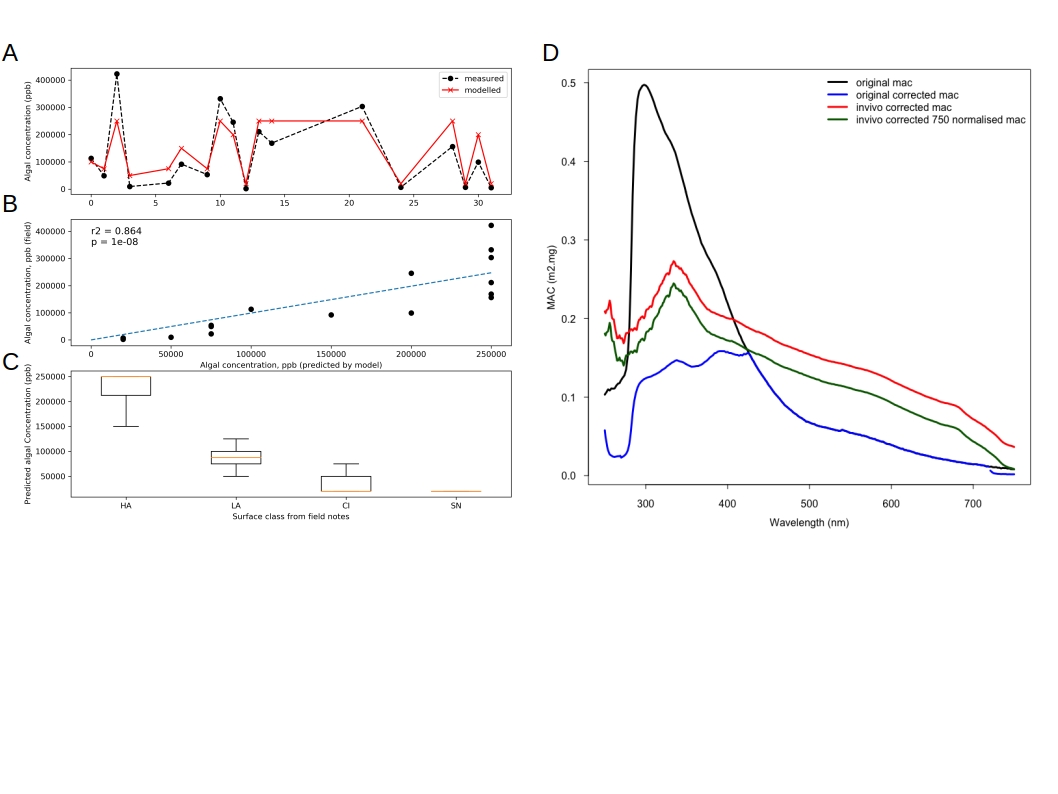 A
Algal concentration (ppb)
400000
300000
200000
100000
0
measured
modelled
0 5 10 15 20 25 30
B
Algal concentration, ppb (field)
400000
300000
200000
100000
0
r2 = 0.864
p = 1e-08
0 50000 100000 150000 200000 250000
Algal concentration, ppb (predicted by model)
C
Predicted algal Concentration (ppb)
250000
200000
150000
100000
50000
HA LA CI SN
Surface class from field notes
D
MAC (m2.mg)
0.5
0.4
0.3
0.2
0.1
0.0
original mac
original corrected mac
invivo corrected mac
invivo corrected 750 normalised mac
300 400 500 600 700
Wavelength (nm)